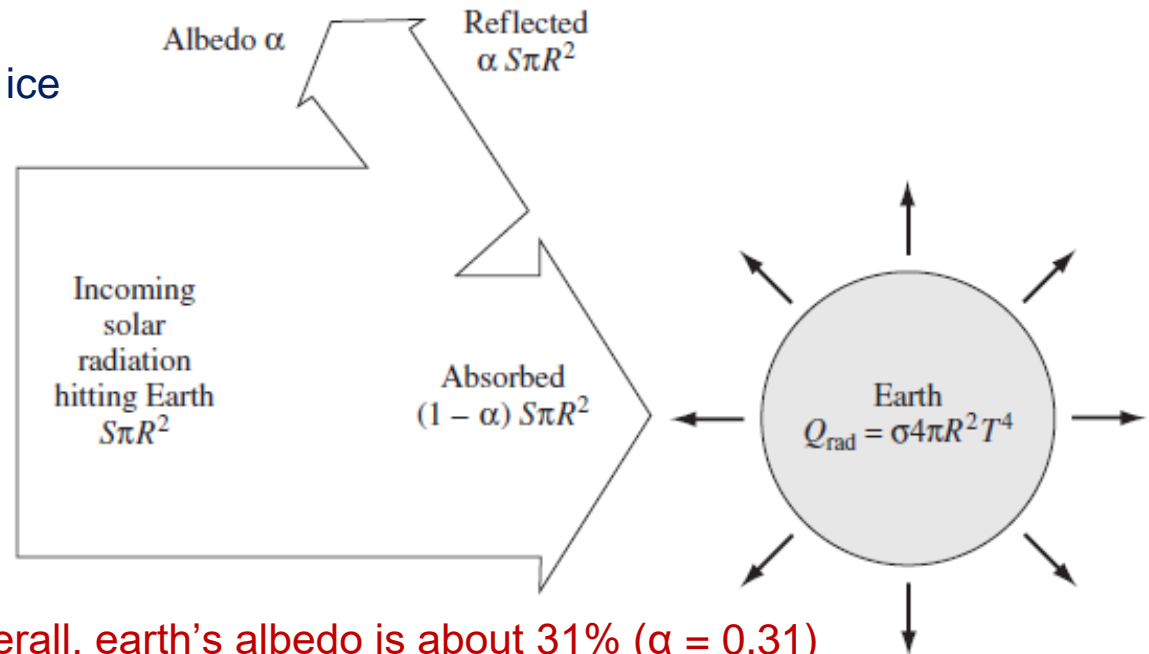 Albedo α
Reflected
α SπR²
ice
Incoming
solar
radiation
hitting Earth
SπR²
Absorbed
(1 – α) SπR²
Earth
Q_rad = σ4πR²T⁴
earth's albedo is about 31% (α = 0.31)